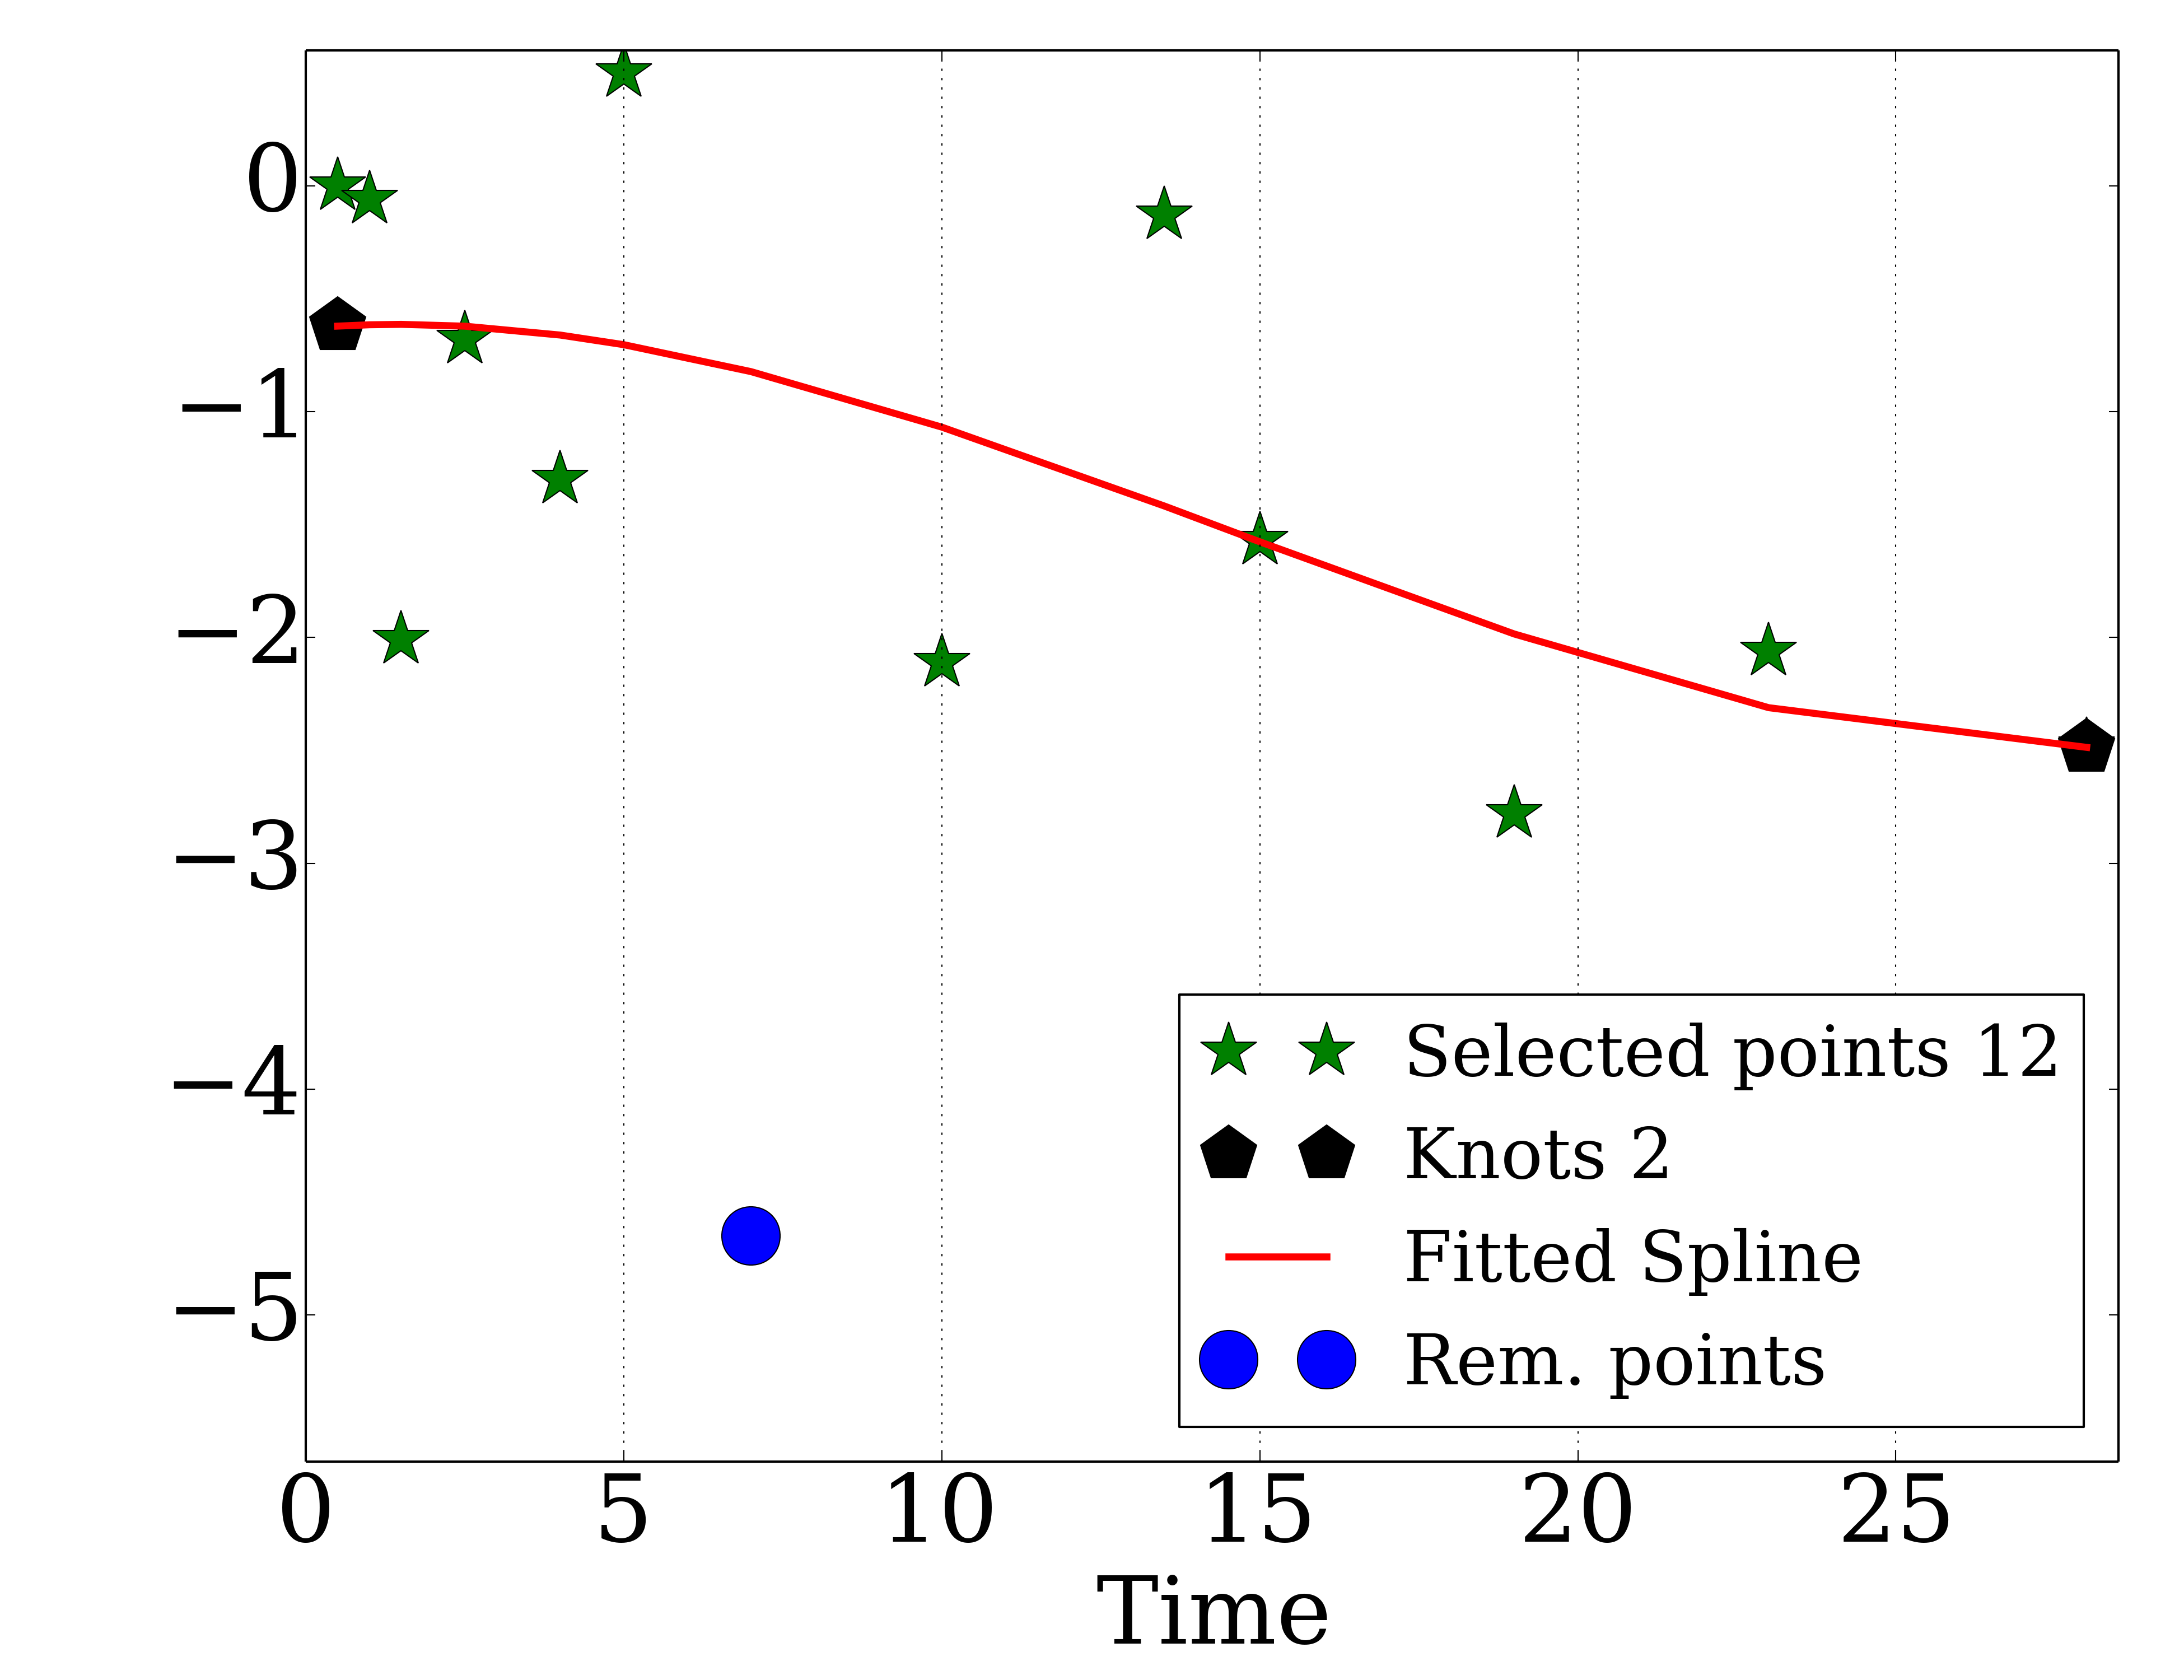 0
−1
−2
−3
−4
−5
0 5 10 15 20 25
Time
Selected points 12
Knots 2
Fitted Spline
Rem. points